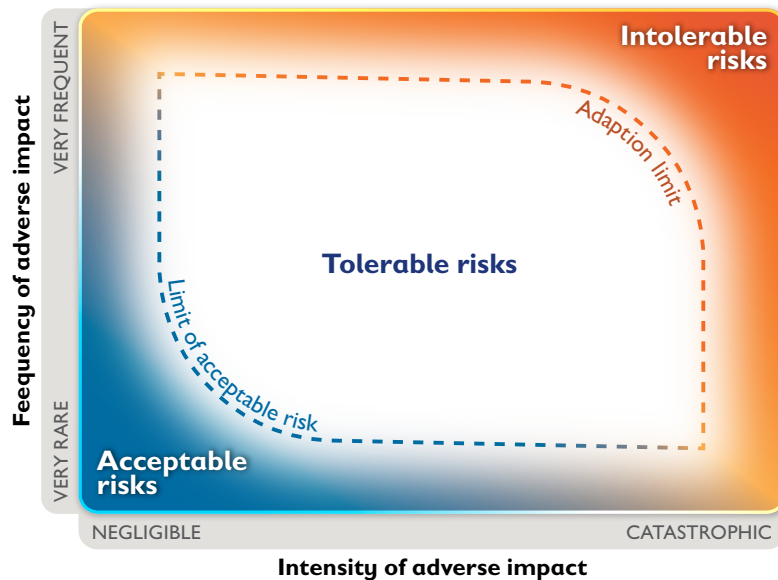 Intolerable
risks
Adaption limit
VERY FREQUENT
Feequency of adverse impact
Tolerable risks
Limit of acceptable risk
VERY RARE
Acceptable
risks
NEGLIGIBLE
CATASTROPHIC
Intensity of adverse impact